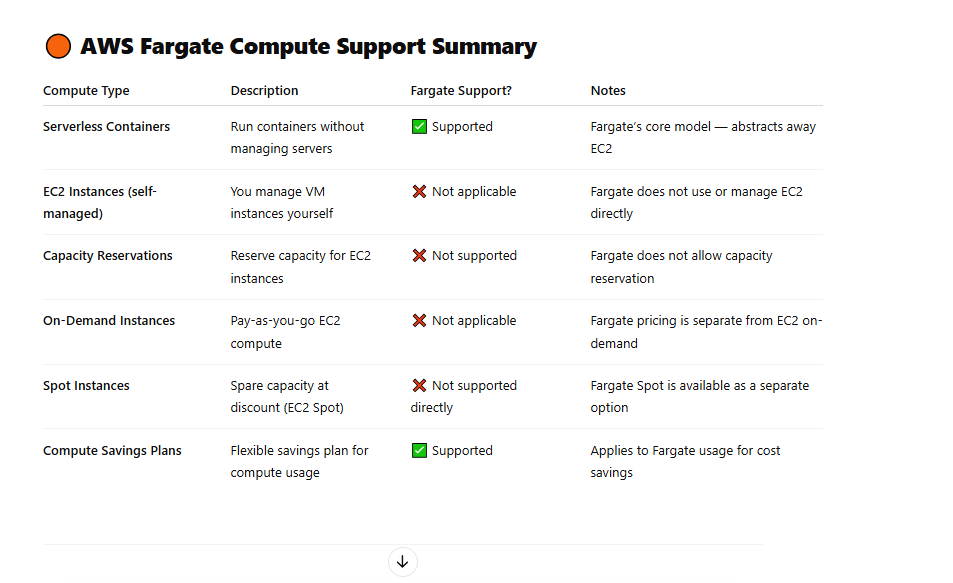 AWS Fargate Compute Support Summary
Compute Type Description Fargate Support? Notes
Serverless Containers Run containers without ✅ Supported Fargate’s core model — abstracts away
managing servers EC2
EC2 Instances (self- You manage VM ❌ Not applicable Fargate does not use or manage EC2
managed) instances yourself directly
Capacity Reservations Reserve capacity for EC2 ❌ Not supported Fargate does not allow capacity
instances reservation
On-Demand Instances Pay-as-you-go EC2 ❌ Not applicable Fargate pricing is separate from EC2 on-
compute demand
Spot Instances Spare capacity at ❌ Not supported Fargate Spot is available as a separate
discount (EC2 Spot) directly option
Compute Savings Plans Flexible savings plan for ✅ Supported Applies to Fargate usage for cost
compute usage savings